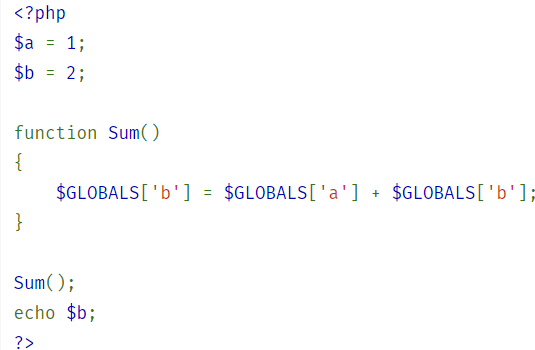 <?php
$a = 1;
$b = 2;
function Sum()
{
    $GLOBALS['b'] = $GLOBALS['a'] + $GLOBALS['b'];
}
Sum();
echo $b;
?>